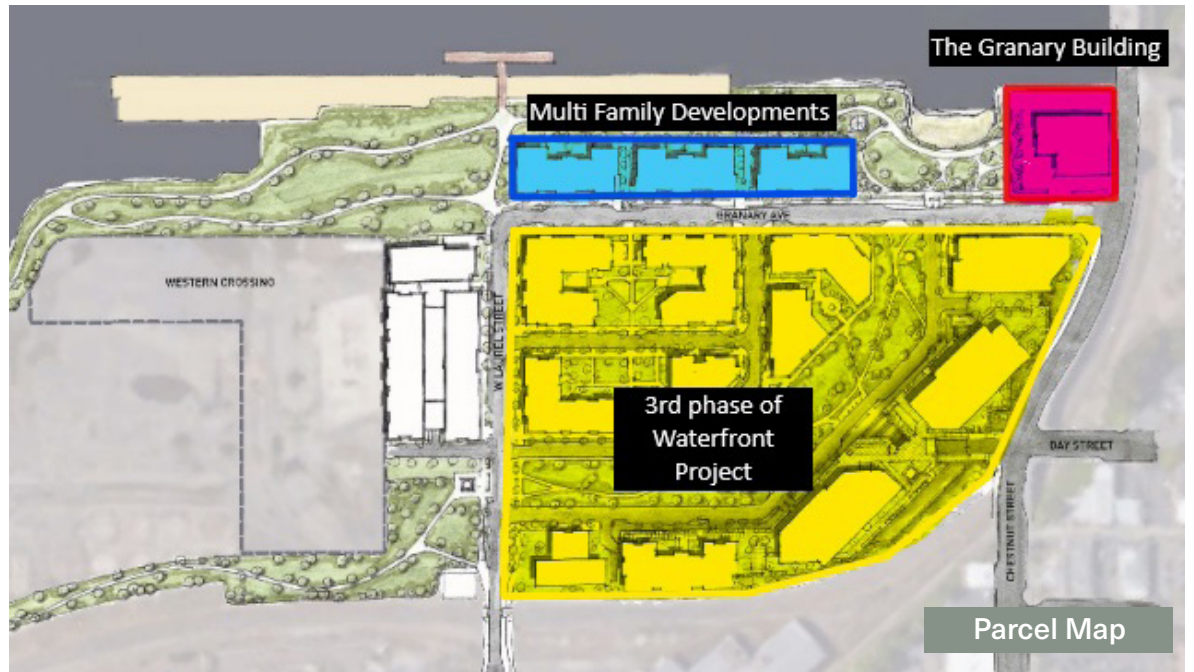 The Granary Building
Multi Family Developments
GRANARY AVE
WESTERN CROSSING
W LAUREL STREET
3rd phase of
Waterfront
Project
BAY STREET
CHESTNUT STREET
Parcel Map